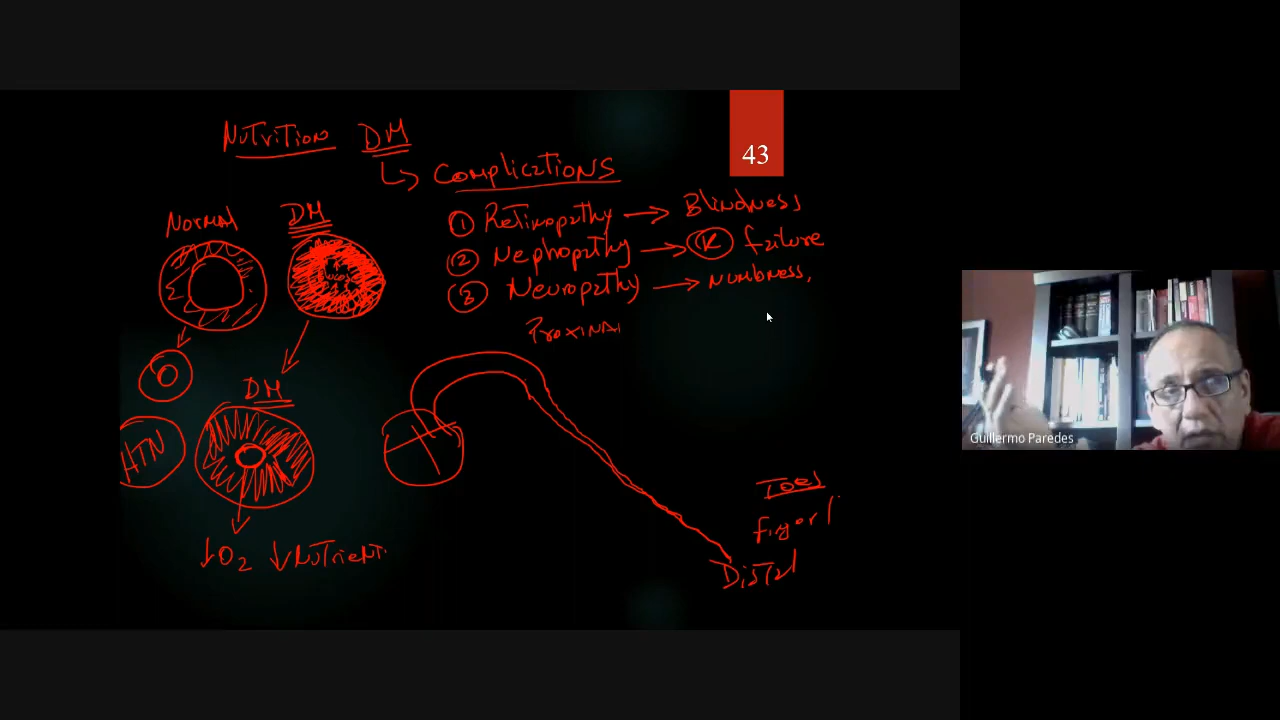 43
Nutrition DM
↳ Complications
① Retinopathy → Blindness
② Nephopathy → Ⓚ failure
③ Neuropathy → Numbness,
Proximal
Normal
DM
DM
HTN
↓O2 ↓Nutrient
Toes
finger
Distal
Guillermo Paredes